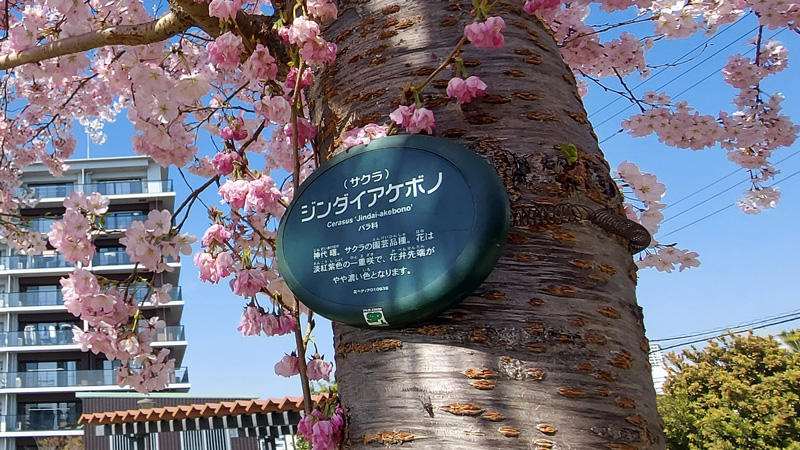 (サクラ)
ジンダイアケボノ
Cerasus 'Jindai-akebono'
バラ科
神代 曙。サクラの園芸品種。花は
淡紅紫色の一重咲で、花弁先端が
やや濃い色となります。